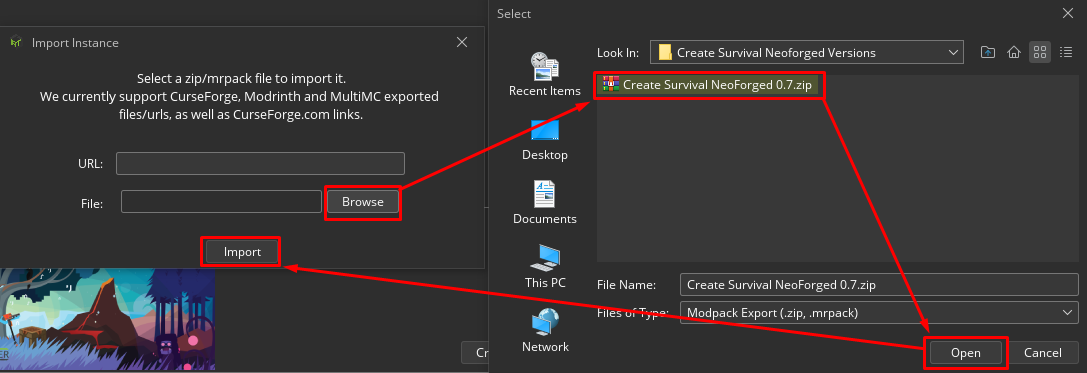 Import Instance
Select a zip/mrpack file to import it.
We currently support CurseForge, Modrinth and MultiMC exported
files/urls, as well as CurseForge.com links.
URL:
File:
Browse
Import
ER
Cr
Select
Look In:
Create Survival Neoforged Versions
Recent Items
Desktop
Documents
This PC
Network
Create Survival NeoForged 0.7.zip
File Name:
Create Survival NeoForged 0.7.zip
Files of Type:
Modpack Export (.zip, .mrpack)
Open
Cancel